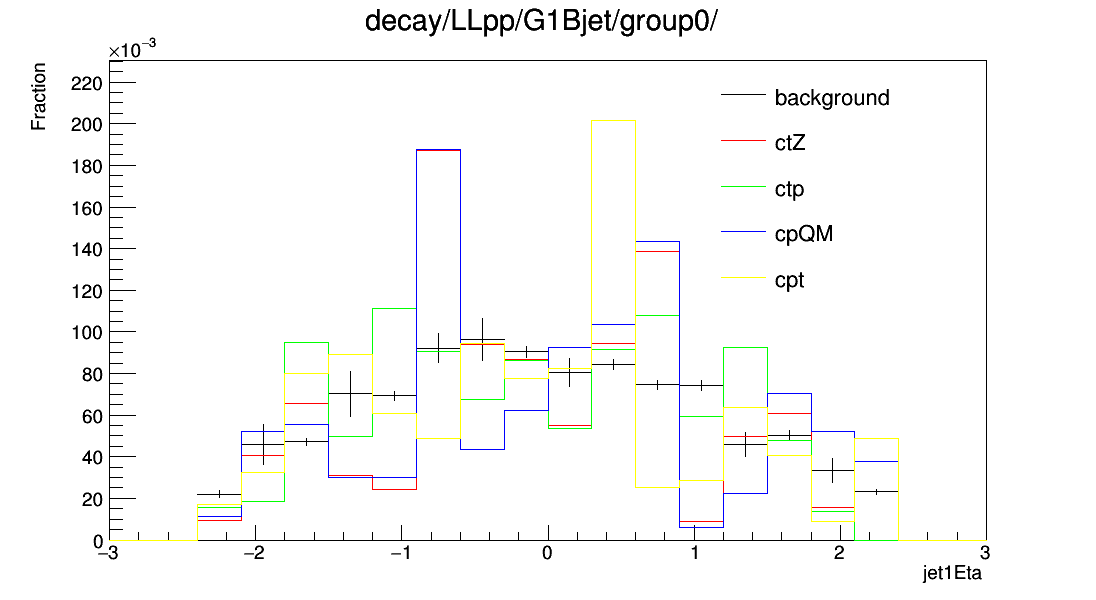 decay/LLpp/G1Bjet/group0/
×10⁻³
Fraction
220
200
180
160
140
120
100
80
60
40
20
0
background
ctZ
ctp
cpQM
cpt
−3 −2 −1 0 1 2 3
jet1Eta